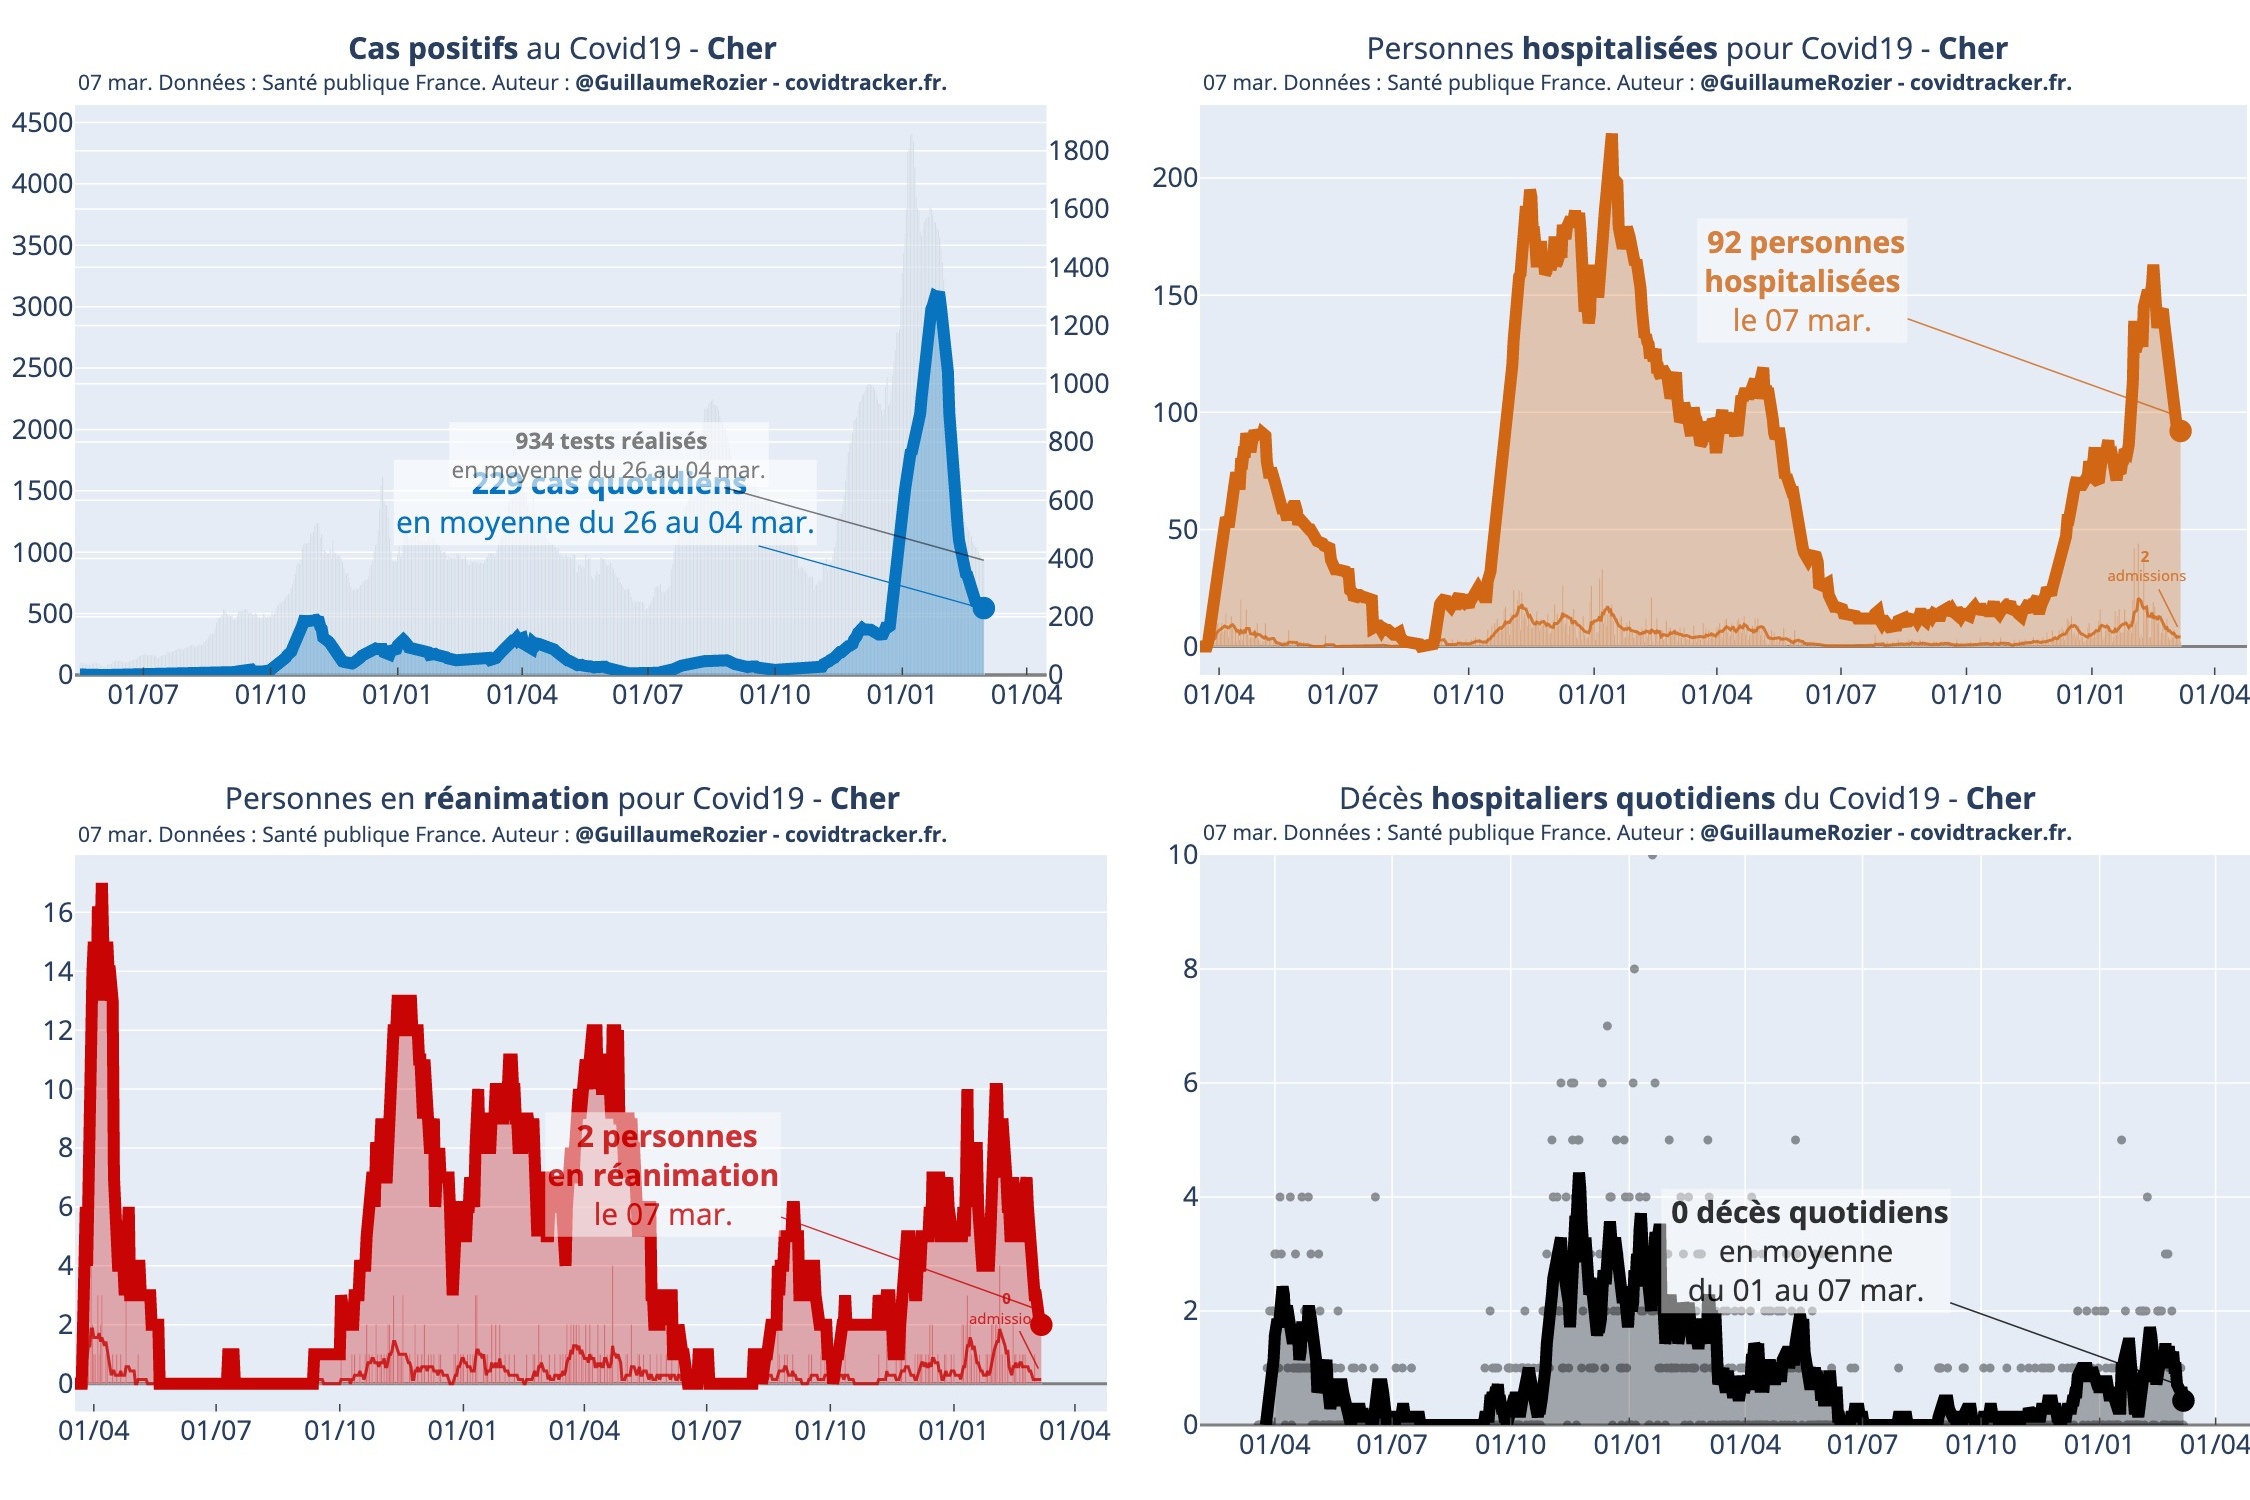 Cas positifs au Covid19 - Cher
07 mar. Données : Santé publique France. Auteur : @GuillaumeRozier - covidtracker.fr.
4500
4000
3500
3000
2500
2000
1500
1000
500
0
1800
1600
1400
1200
1000
800
600
400
200
0
934 tests réalisés
en moyenne du 26 au 04 mar.
229 cas quotidiens
en moyenne du 26 au 04 mar.
01/07 01/10 01/01 01/04 01/07 01/10 01/01 01/04
Personnes hospitalisées pour Covid19 - Cher
07 mar. Données : Santé publique France. Auteur : @GuillaumeRozier - covidtracker.fr.
200
150
100
50
0
92 personnes
hospitalisées
le 07 mar.
2
admissions
01/04 01/07 01/10 01/01 01/04 01/07 01/10 01/01 01/04
Personnes en réanimation pour Covid19 - Cher
07 mar. Données : Santé publique France. Auteur : @GuillaumeRozier - covidtracker.fr.
16
14
12
10
8
6
4
2
0
2 personnes
en réanimation
le 07 mar.
0
admissio
01/04 01/07 01/10 01/01 01/04 01/07 01/10 01/01 01/04
Décès hospitaliers quotidiens du Covid19 - Cher
07 mar. Données : Santé publique France. Auteur : @GuillaumeRozier - covidtracker.fr.
10
8
6
4
2
0
0 décès quotidiens
en moyenne
du 01 au 07 mar.
01/04 01/07 01/10 01/01 01/04 01/07 01/10 01/01 01/04